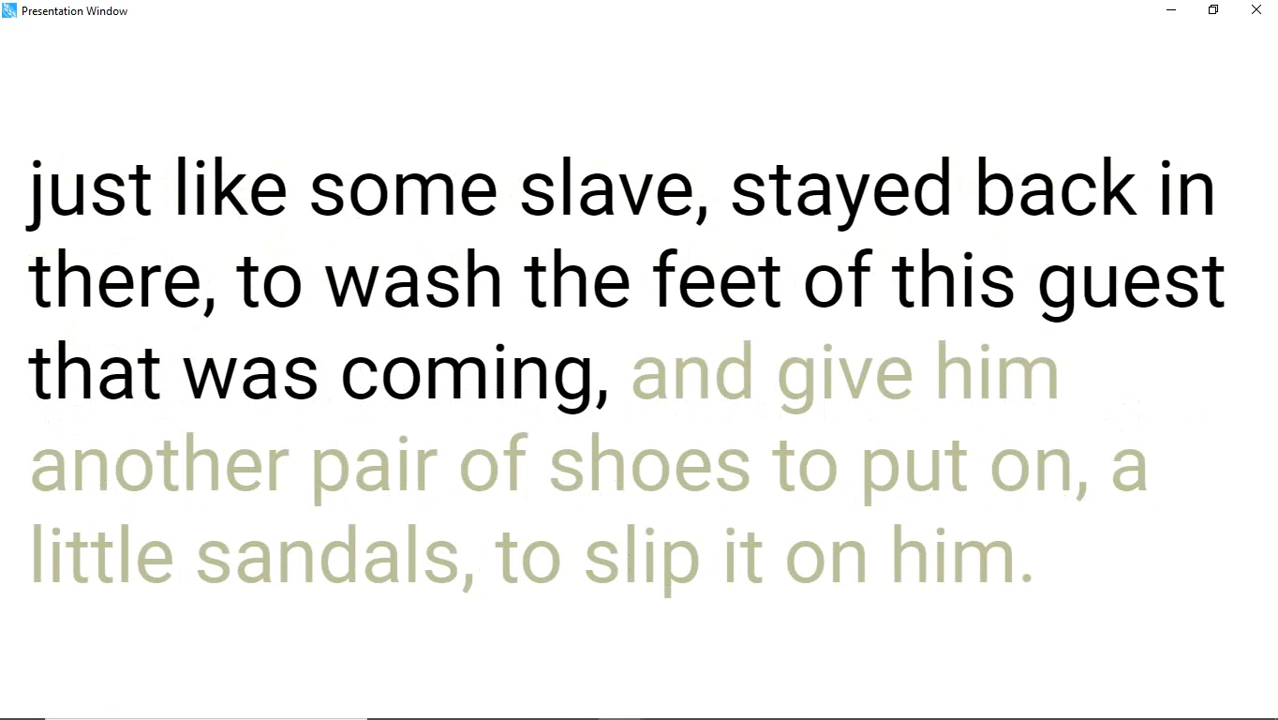 Presentation Window
just like some slave, stayed back in
there, to wash the feet of this guest
that was coming, and give him
another pair of shoes to put on, a
little sandals, to slip it on him.